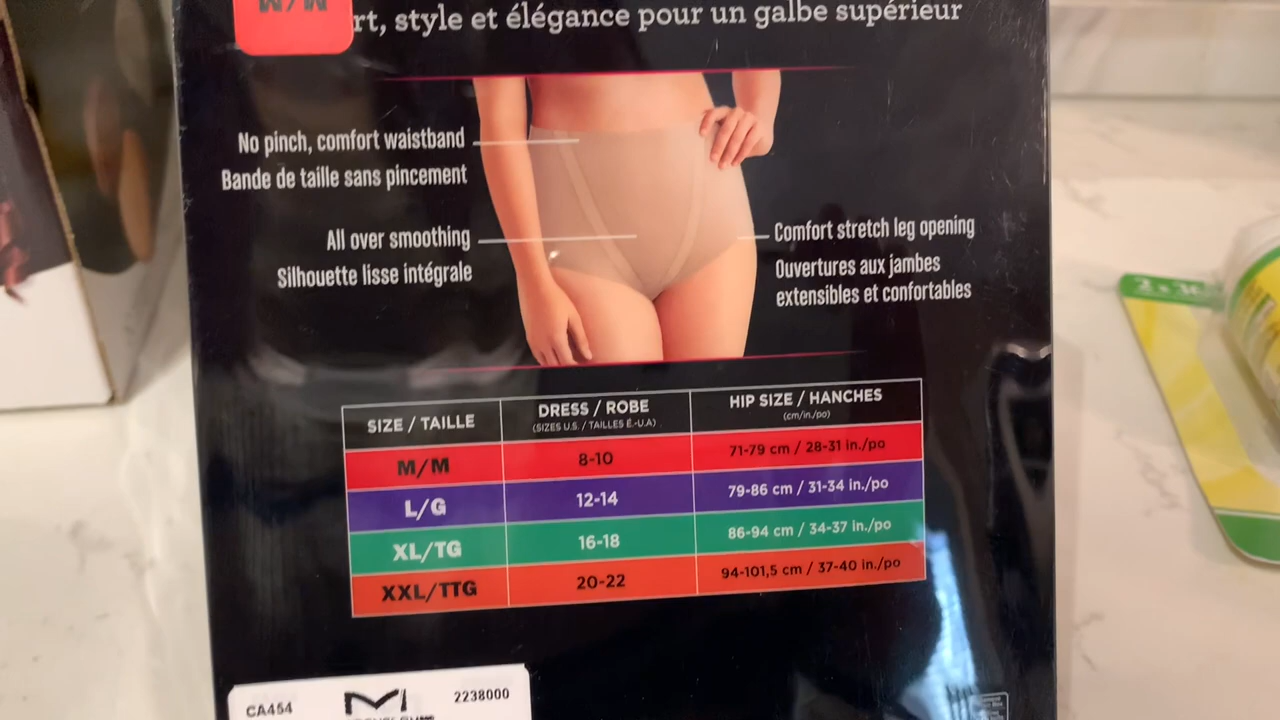 M/M
rt, style et élégance pour un galbe supérieur
No pinch, comfort waistband
Bande de taille sans pincement
All over smoothing
Silhouette lisse intégrale
Comfort stretch leg opening
Ouvertures aux jambes
extensibles et confortables
SIZE / TAILLE DRESS / ROBE HIP SIZE / HANCHES
(SIZES U.S. / TAILLES É.-U.A) (cm/in./po)
M/M 8-10 71-79 cm / 28-31 in./po
L/G 12-14 79-86 cm / 31-34 in./po
XL/TG 16-18 86-94 cm / 34-37 in./po
XXL/TTG 20-22 94-101,5 cm / 37-40 in./po
CA454 2238000